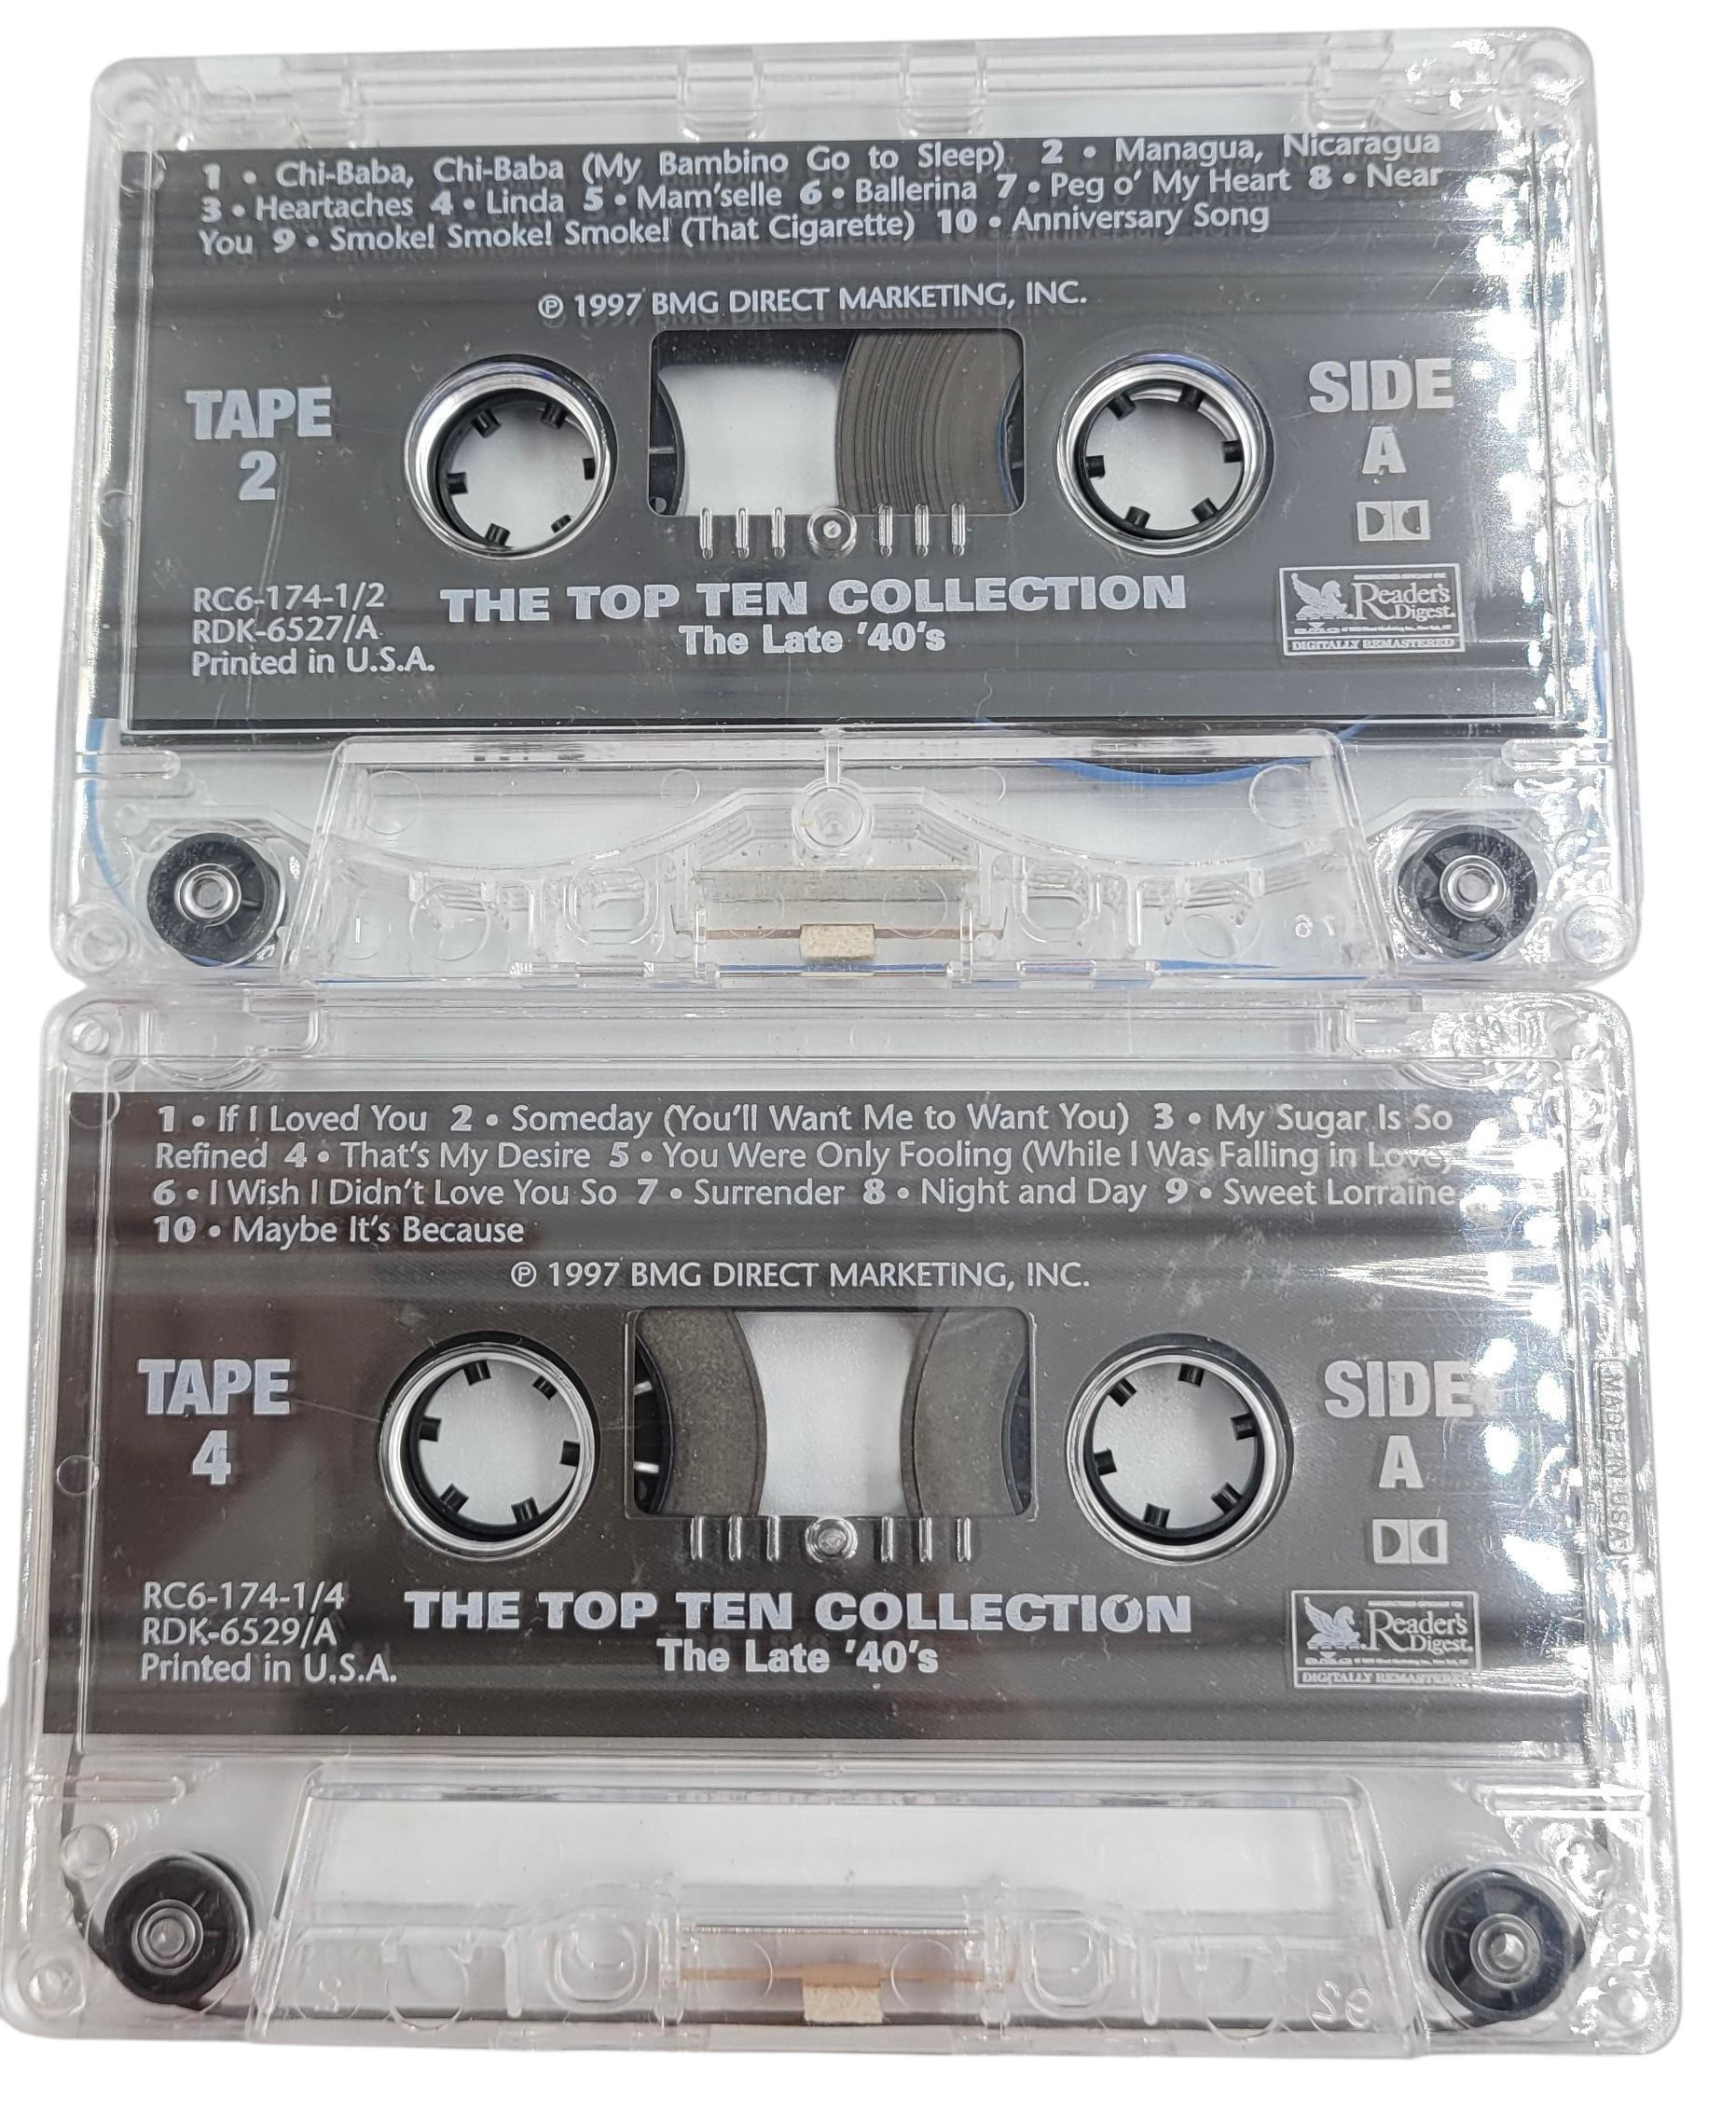 1 • Chi-Baba, Chi-Baba (My Bambino Go to Sleep) 2 • Managua, Nicaragua
3 • Heartaches 4 • Linda 5 • Mam'selle 6 • Ballerina 7 • Peg o' My Heart 8 • Near
You 9 • Smoke! Smoke! Smoke! (That Cigarette) 10 • Anniversary Song
℗ 1997 BMG DIRECT MARKETING, INC.
TAPE
2
SIDE
A
RC6-174-1/2
RDK-6527/A
Printed in U.S.A.
THE TOP TEN COLLECTION
The Late '40's
Reader's
Digest
DIGITALLY REMASTERED
1 • If I Loved You 2 • Someday (You'll Want Me to Want You) 3 • My Sugar Is So
Refined 4 • That's My Desire 5 • You Were Only Fooling (While I Was Falling in Love)
6 • I Wish I Didn't Love You So 7 • Surrender 8 • Night and Day 9 • Sweet Lorraine
10 • Maybe It's Because
℗ 1997 BMG DIRECT MARKETING, INC.
TAPE
4
SIDE
A
MADE IN USA
RC6-174-1/4
RDK-6529/A
Printed in U.S.A.
THE TOP TEN COLLECTION
The Late '40's
Reader's
Digest
DIGITALLY REMASTERED